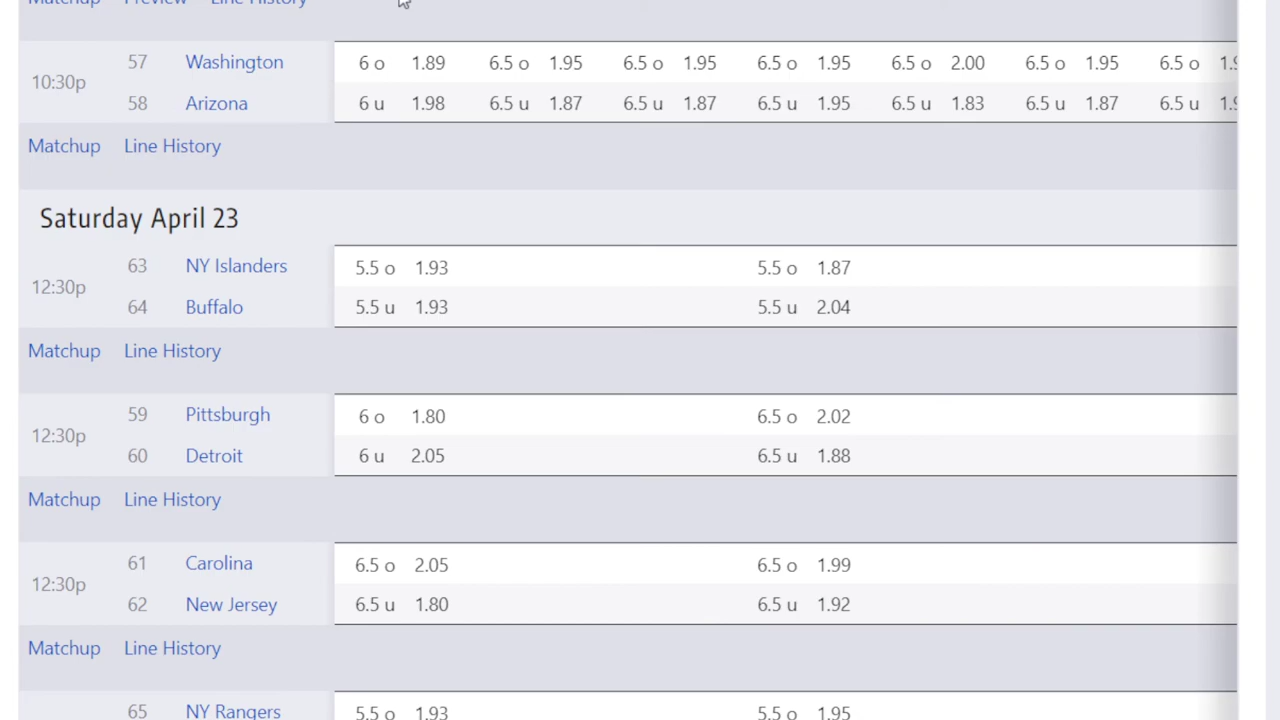 Matchup Preview Line History
57 Washington 6 o 1.89 6.5 o 1.95 6.5 o 1.95 6.5 o 1.95 6.5 o 2.00 6.5 o 1.95 6.5 o
10:30p
58 Arizona 6 u 1.98 6.5 u 1.87 6.5 u 1.87 6.5 u 1.95 6.5 u 1.83 6.5 u 1.87 6.5 u
Matchup Line History
Saturday April 23
63 NY Islanders 5.5 o 1.93 5.5 o 1.87
12:30p
64 Buffalo 5.5 u 1.93 5.5 u 2.04
Matchup Line History
59 Pittsburgh 6 o 1.80 6.5 o 2.02
12:30p
60 Detroit 6 u 2.05 6.5 u 1.88
Matchup Line History
61 Carolina 6.5 o 2.05 6.5 o 1.99
12:30p
62 New Jersey 6.5 u 1.80 6.5 u 1.92
Matchup Line History
65 NY Rangers 5.5 o 1.93 5.5 o 1.95